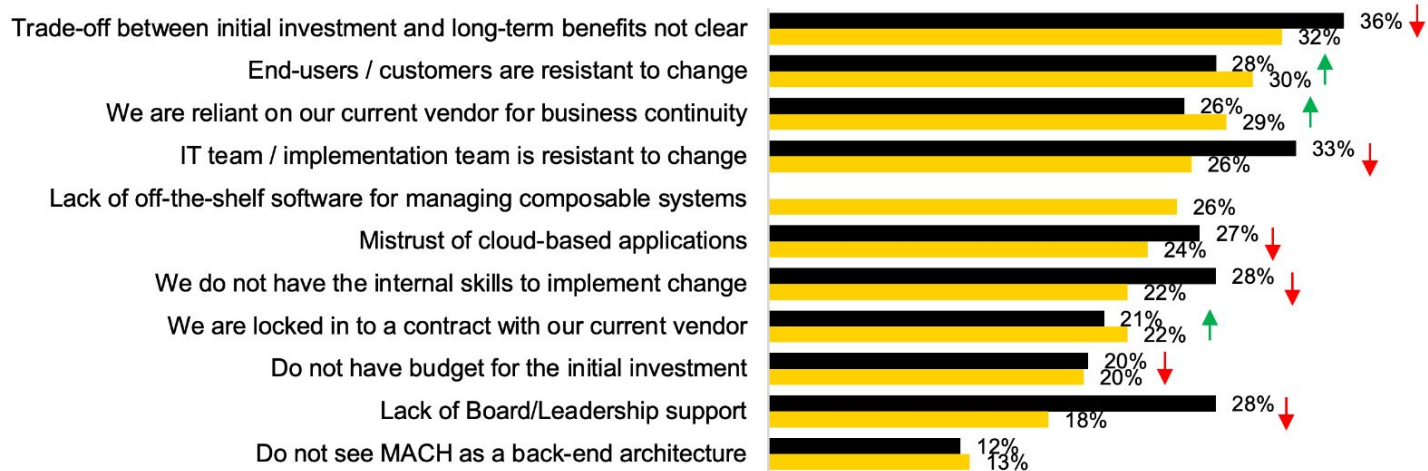 Trade-off between initial investment and long-term benefits not clear 36%
32%
End-users / customers are resistant to change 28%
30%
We are reliant on our current vendor for business continuity 26%
29%
IT team / implementation team is resistant to change 33%
26%
Lack of off-the-shelf software for managing composable systems 26%
Mistrust of cloud-based applications 27%
24%
We do not have the internal skills to implement change 28%
22%
We are locked in to a contract with our current vendor 21%
22%
Do not have budget for the initial investment 20%
20%
Lack of Board/Leadership support 28%
18%
Do not see MACH as a back-end architecture 12%
13%